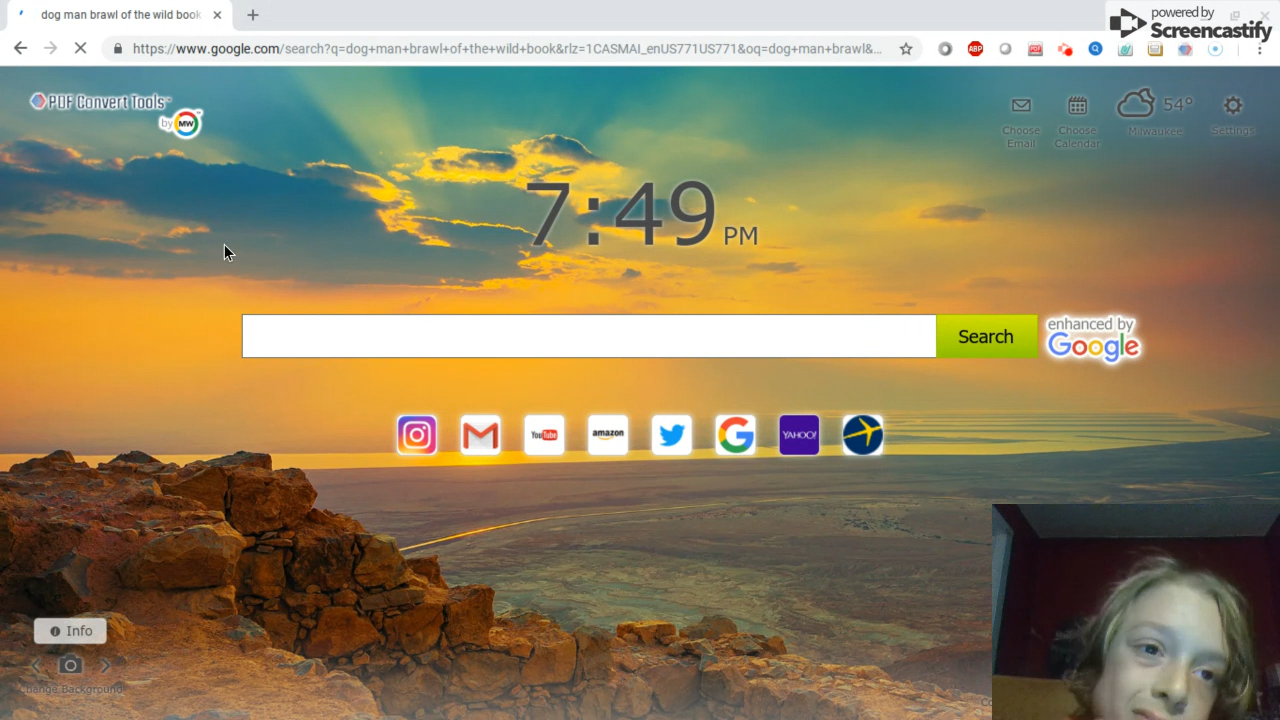 dog man brawl of the wild book
powered by
Screencastify
https://www.google.com/search?q=dog+man+brawl+of+the+wild+book&rlz=1CASMAI_enUS771US771&oq=dog+man+brawl&...
ABP
PDF Convert Tools
by MW
Choose
Email
Choose
Calendar
54°
Milwaukee
Settings
7:49 PM
Search
enhanced by
Google
YouTube
amazon
G
YAHOO!
Info
Change Background